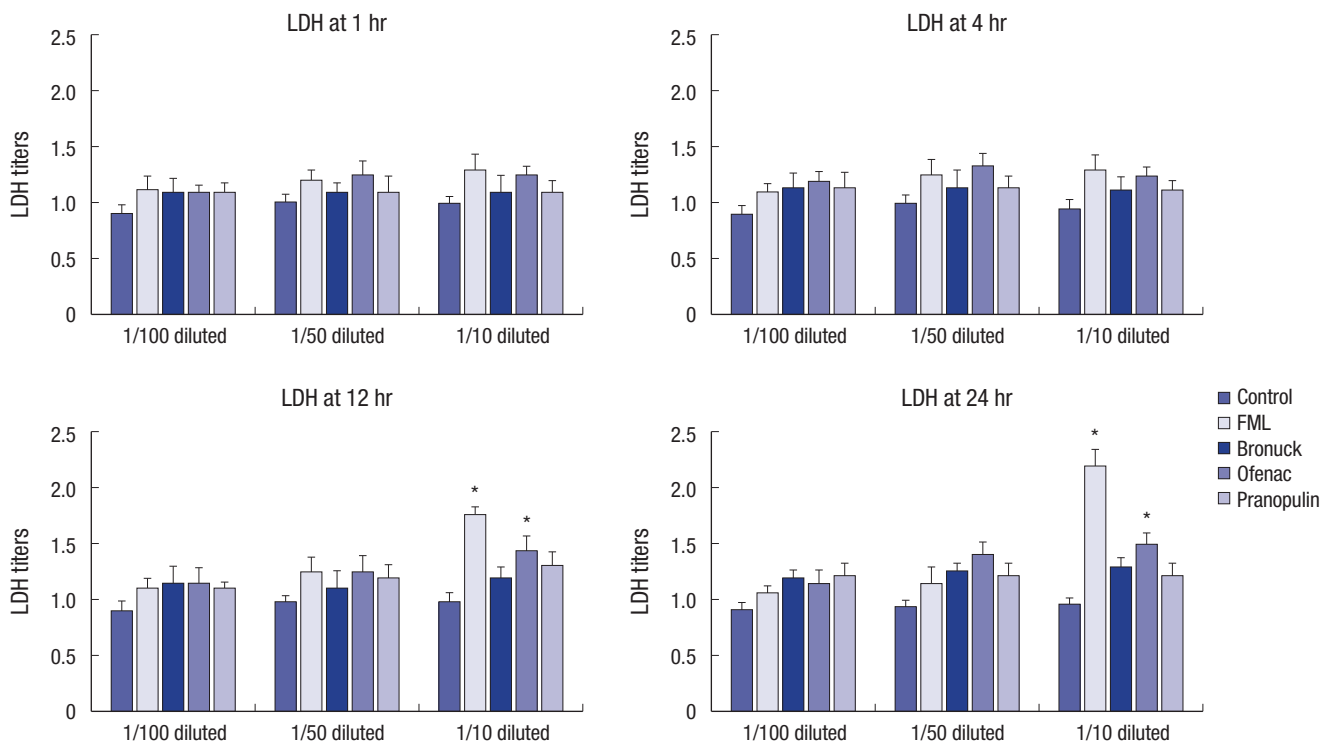 LDH at 1 hr
LDH titers
2.5
2.0
1.5
1.0
0.5
0
1/100 diluted
1/50 diluted
1/10 diluted
LDH at 4 hr
LDH titers
2.5
2.0
1.5
1.0
0.5
0
1/100 diluted
1/50 diluted
1/10 diluted
LDH at 12 hr
LDH titers
2.5
2.0
1.5
1.0
0.5
0
*
*
1/100 diluted
1/50 diluted
1/10 diluted
LDH at 24 hr
LDH titers
2.5
2.0
1.5
1.0
0.5
0
*
*
1/100 diluted
1/50 diluted
1/10 diluted
Control
FML
Bronuck
Ofenac
Pranopulin